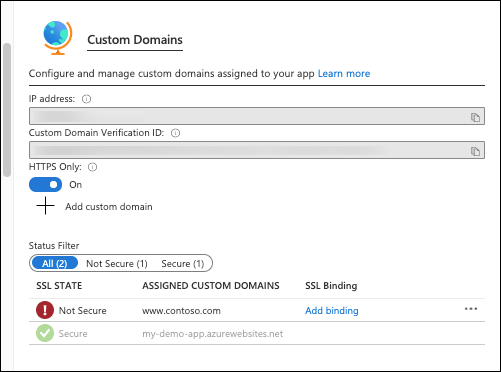 Custom Domains
Configure and manage custom domains assigned to your app Learn more
IP address:
Custom Domain Verification ID:
HTTPS Only:
On
Add custom domain
Status Filter
All (2) Not Secure (1) Secure (1)
SSL STATE ASSIGNED CUSTOM DOMAINS SSL Binding
Not Secure www.contoso.com Add binding
Secure my-demo-app.azurewebsites.net